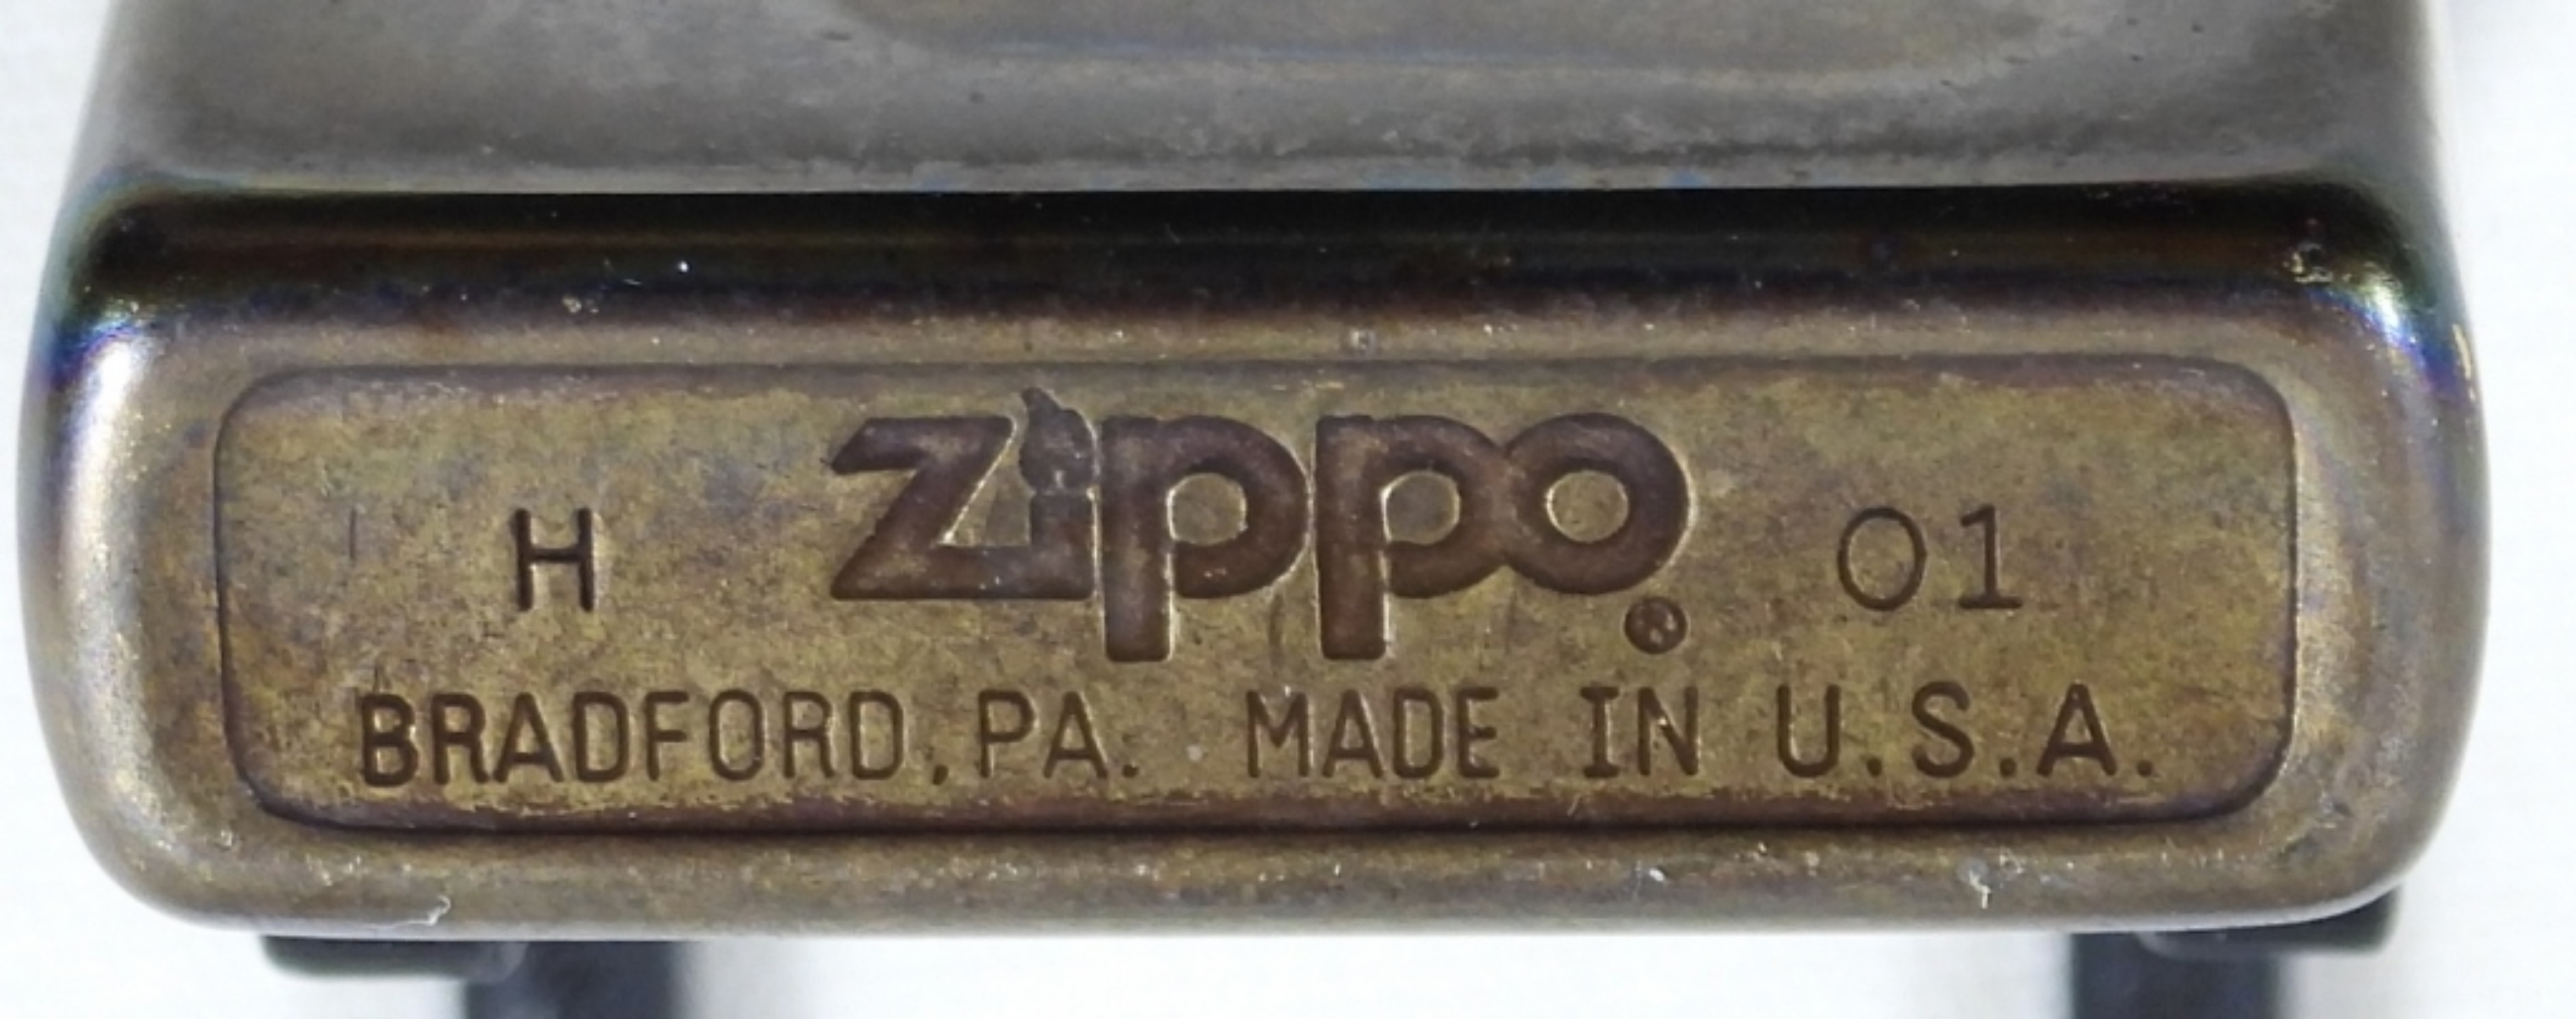 H zippo® 01
BRADFORD,PA. MADE IN U.S.A.